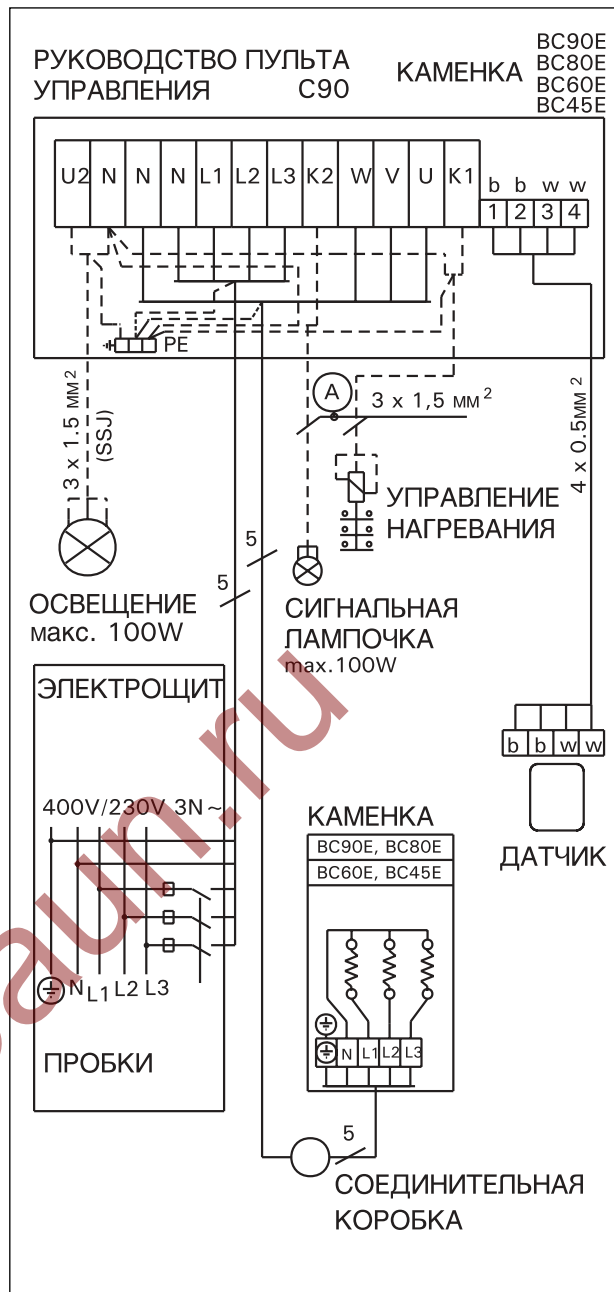 РУКОВОДСТВО ПУЛЬТА
УПРАВЛЕНИЯ C90
КАМЕНКА
BC90E
BC80E
BC60E
BC45E
U2 N N N L1 L2 L3 K2 W V U K1
b b w w
1 2 3 4
PE
3 x 1.5 мм²
(SSJ)
A
3 x 1,5 мм²
4 x 0.5мм²
УПРАВЛЕНИЕ
НАГРЕВАНИЯ
5
5
ОСВЕЩЕНИЕ
макс. 100W
СИГНАЛЬНАЯ
ЛАМПОЧКА
max.100W
ЭЛЕКТРОЩИТ
400V/230V 3N~
N L1 L2 L3
ПРОБКИ
b b w w
ДАТЧИК
КАМЕНКА
BC90E, BC80E
BC60E, BC45E
N L1 L2 L3
5
СОЕДИНИТЕЛЬНАЯ
КОРОБКА
aun.ru